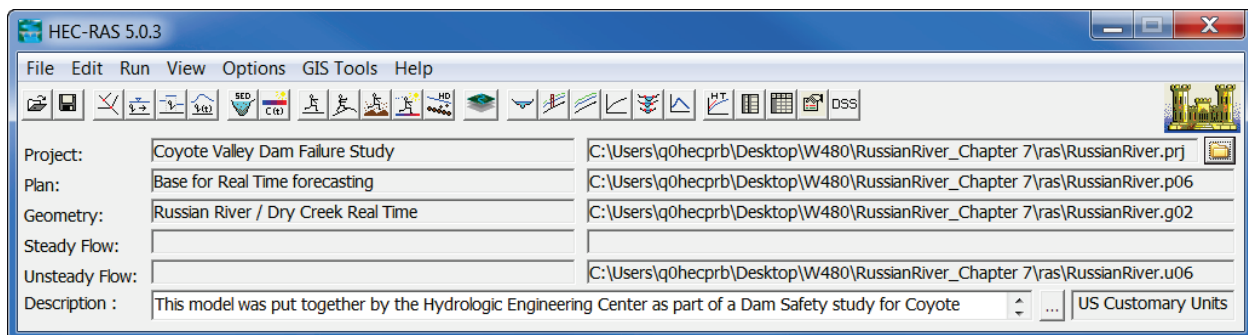 HEC-RAS 5.0.3
File Edit Run View Options GIS Tools Help
SED C(t) HD HT DSS
Project: Coyote Valley Dam Failure Study C:\Users\q0hecprb\Desktop\W480\RussianRiver_Chapter 7\ras\RussianRiver.prj
Plan: Base for Real Time forecasting C:\Users\q0hecprb\Desktop\W480\RussianRiver_Chapter 7\ras\RussianRiver.p06
Geometry: Russian River / Dry Creek Real Time C:\Users\q0hecprb\Desktop\W480\RussianRiver_Chapter 7\ras\RussianRiver.g02
Steady Flow:
Unsteady Flow: C:\Users\q0hecprb\Desktop\W480\RussianRiver_Chapter 7\ras\RussianRiver.u06
Description : This model was put together by the Hydrologic Engineering Center as part of a Dam Safety study for Coyote ... US Customary Units